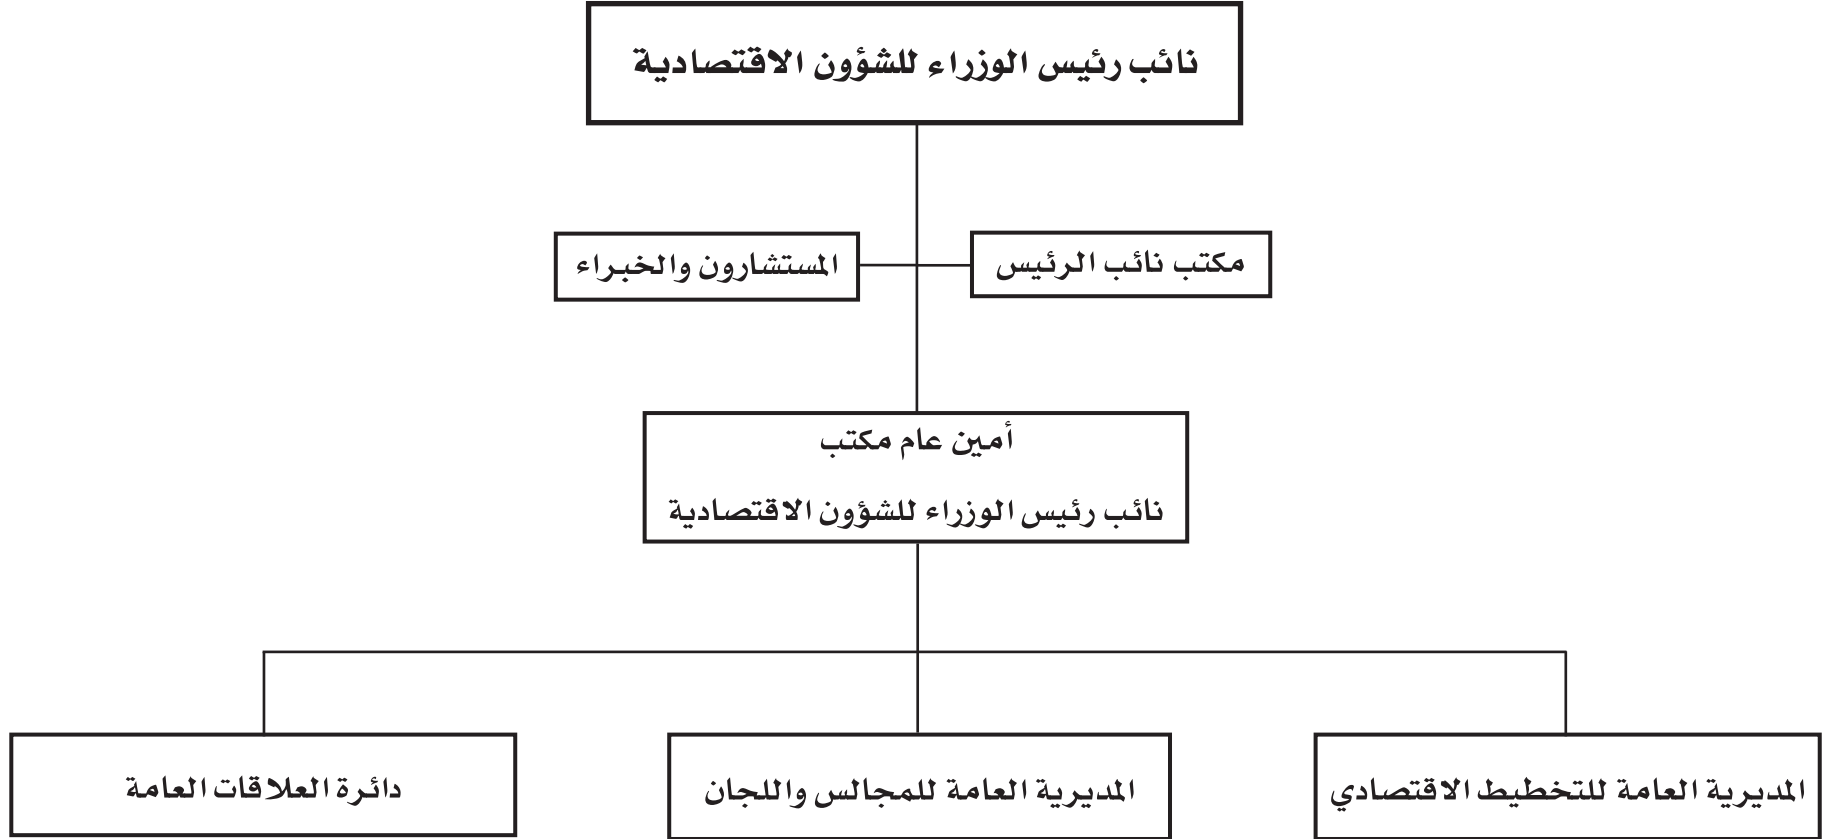 نائب رئيس الوزراء للشؤون الاقتصادية
مكتب نائب الرئيس
المستشارون والخبراء
أمين عام مكتب
نائب رئيس الوزراء للشؤون الاقتصادية
المديرية العامة للتخطيط الاقتصادي
المديرية العامة للمجالس واللجان
دائرة العلاقات العامة